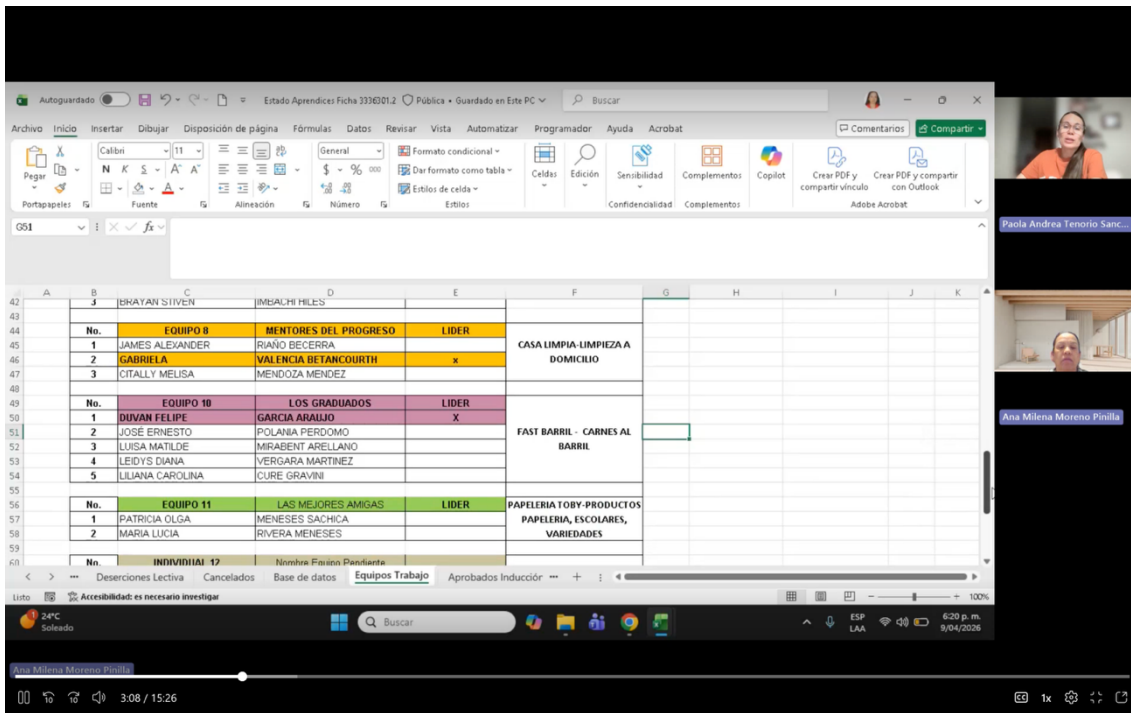 Autoguardado
Estado Aprendices Ficha 3336301.2
Pública • Guardado en Este PC
Buscar
Archivo Inicio Insertar Dibujar Disposición de página Fórmulas Datos Revisar Vista Automatizar Programador Ayuda Acrobat
Comentarios
Compartir
Pegar
Portapapeles
Calibri 11
N K S
Fuente
Alineación
General
$ % 000
Número
Formato condicional
Dar formato como tabla
Estilos de celda
Estilos
Celdas
Edición
Sensibilidad
Confidencialidad
Complementos
Complementos
Copilot
Crear PDF y compartir vínculo
Crear PDF y compartir con Outlook
Adobe Acrobat
G51
fx
A B C D E F G H I J K
42 3 BRAYAN STIVEN IMBACHI HILES
43
44 No. EQUIPO 8 MENTORES DEL PROGRESO LIDER
45 1 JAMES ALEXANDER RIAÑO BECERRA
46 2 GABRIELA VALENCIA BETANCOURTH x
47 3 CITALLY MELISA MENDOZA MENDEZ
CASA LIMPIA-LIMPIEZA A
DOMICILIO
48
49 No. EQUIPO 10 LOS GRADUADOS LIDER
50 1 DUVAN FELIPE GARCIA ARAUJO X
51 2 JOSÉ ERNESTO POLANIA PERDOMO
52 3 LUISA MATILDE MIRABENT ARELLANO
53 4 LEIDYS DIANA VERGARA MARTINEZ
54 5 LILIANA CAROLINA CURE GRAVINI
FAST BARRIL - CARNES AL
BARRIL
55
56 No. EQUIPO 11 LAS MEJORES AMIGAS LIDER
57 1 PATRICIA OLGA MENESES SACHICA
58 2 MARIA LUCIA RIVERA MENESES
PAPELERIA TOBY-PRODUCTOS
PAPELERIA, ESCOLARES,
VARIEDADES
59
60 No. INDIVIDUAL 12 Nombre Equipo Pendiente
Deserciones Lectiva Cancelados Base de datos Equipos Trabajo Aprobados Inducción
Listo Accesibilidad: es necesario investigar
100%
1
24°C
Soleado
Buscar
ESP
LAA
6:20 p. m.
9/04/2026
Paola Andrea Tenorio Sanc...
Ana Milena Moreno Pinilla
Ana Milena Moreno Pinilla
10 10 3:08 / 15:26
CC 1x